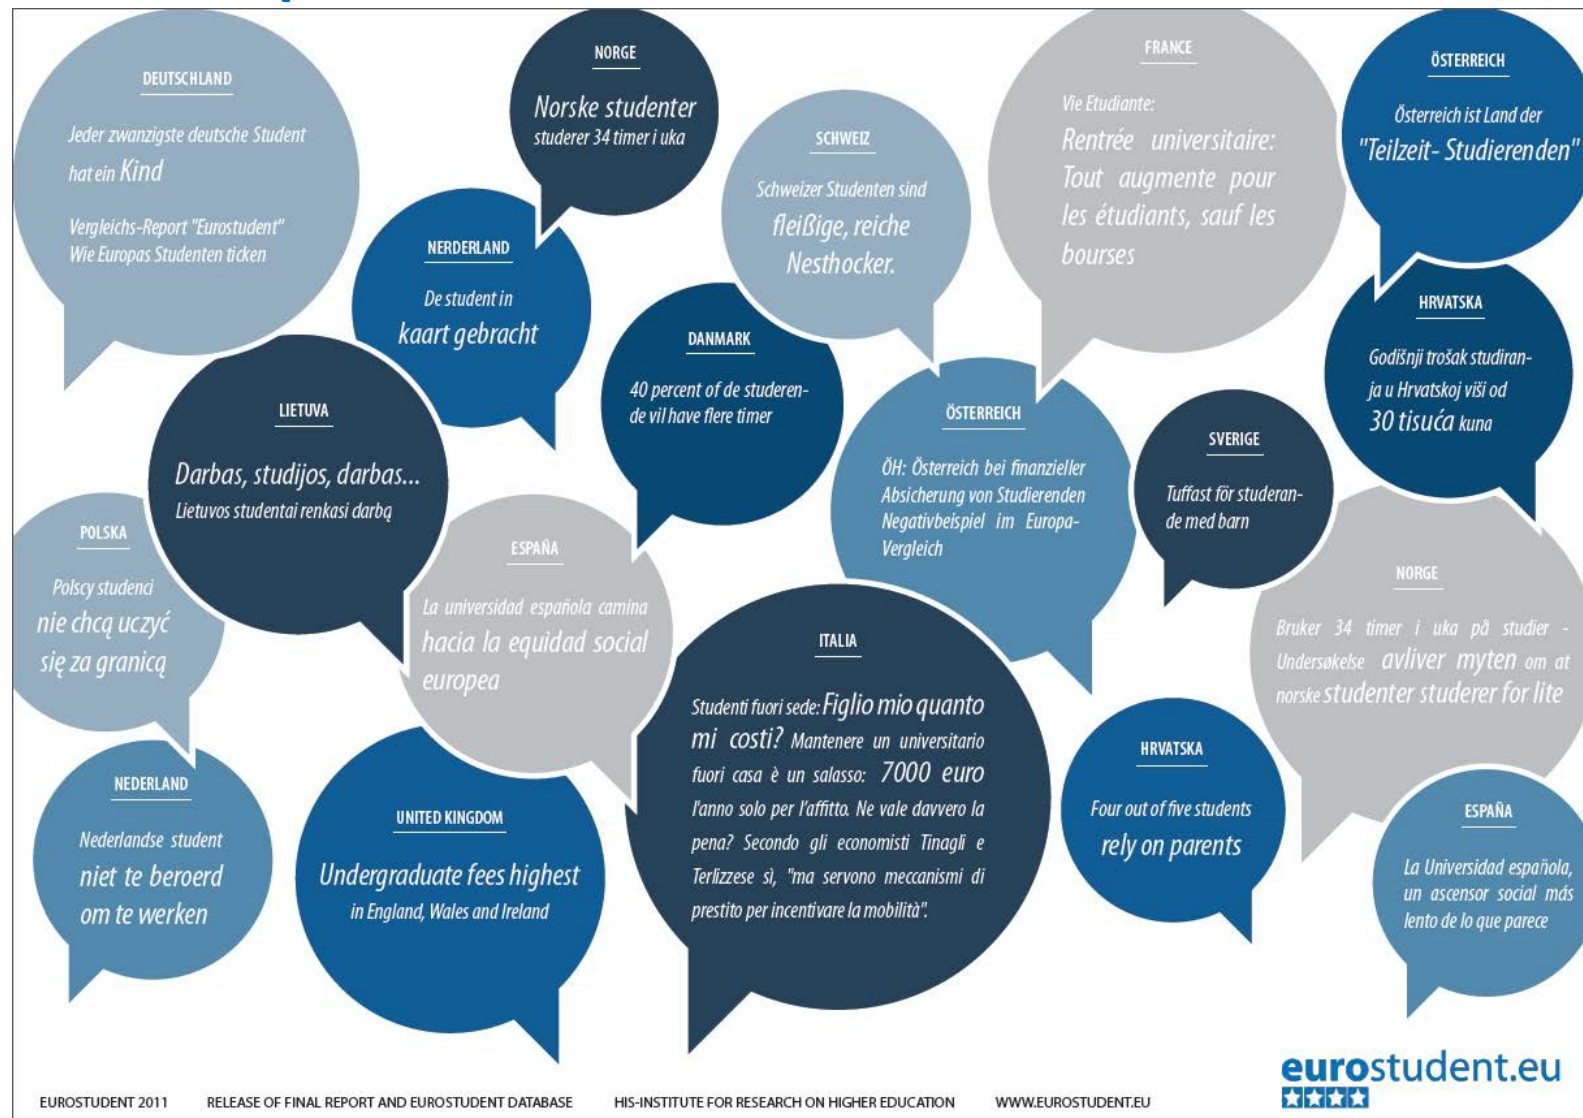 DEUTSCHLAND
Jeder zwanzigste deutsche Student
hat ein Kind
Vergleichs-Report "Eurostudent"
Wie Europas Studenten ticken
NORGE
Norske studenter
studerer 34 timer i uka
NERDERLAND
De student in
kaart gebracht
SCHWEIZ
Schweizer Studenten sind
fleißige, reiche
Nesthocker.
FRANCE
Vie Etudiante:
Rentrée universitaire:
Tout augmente pour
les étudiants, sauf les
bourses
ÖSTERREICH
Österreich ist Land der
"Teilzeit- Studierenden"
LIETUVA
Darbas, studijos, darbas...
Lietuvos studentai renkasi darbą
DANMARK
40 percent of de studeren-
de vil have flere timer
ÖSTERREICH
ÖH: Österreich bei finanzieller
Absicherung von Studierenden
Negativbeispiel im Europa-
Vergleich
SVERIGE
Tuffast för studeran-
de med barn
HRVATSKA
Godišnji trošak studiran-
ja u Hrvatskoj viši od
30 tisuća kuna
POLSKA
Polscy studenci
nie chcą uczyć
się za granicą
ESPAÑA
La universidad española camina
hacia la equidad social
europea
ITALIA
Studenti fuori sede: Figlio mio quanto
mi costi? Mantenere un universitario
fuori casa è un salasso: 7000 euro
l'anno solo per l'affitto. Ne vale davvero la
pena? Secondo gli economisti Tinagli e
Terlizzese sì, "ma servono meccanismi di
prestito per incentivare la mobilità".
NORGE
Bruker 34 timer i uka på studier -
Undersøkelse avliver myten om at
norske studenter studerer for lite
NEDERLAND
Nederlandse student
niet te beroerd
om te werken
UNITED KINGDOM
Undergraduate fees highest
in England, Wales and Ireland
HRVATSKA
Four out of five students
rely on parents
ESPAÑA
La Universidad española,
un ascensor social más
lento de lo que parece
eurostudent.eu
EUROSTUDENT 2011 RELEASE OF FINAL REPORT AND EUROSTUDENT DATABASE HIS-INSTITUTE FOR RESEARCH ON HIGHER EDUCATION WWW.EUROSTUDENT.EU